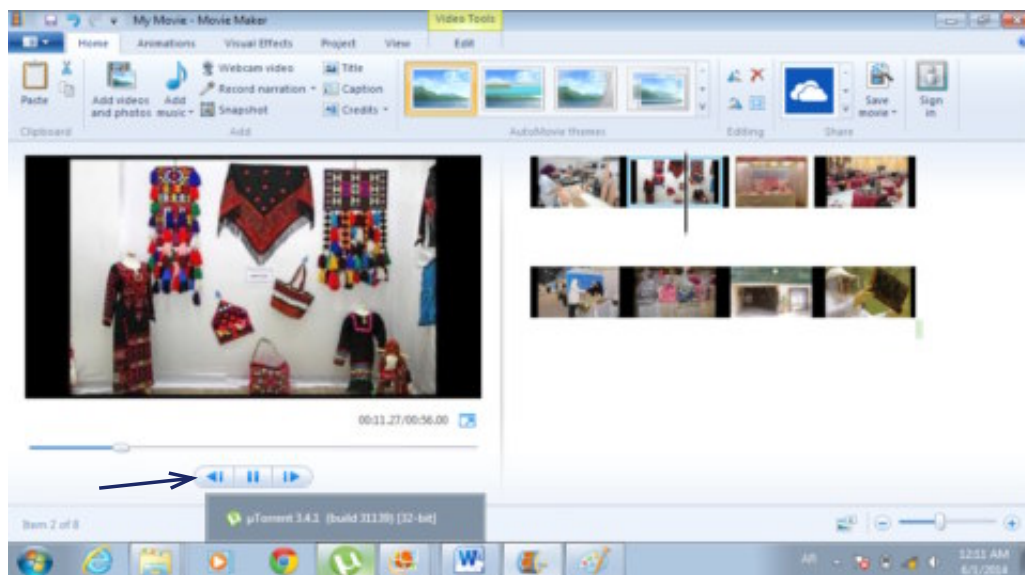 My Movie - Movie Maker
Video Tools
Home Animations Visual Effects Project View Edit
Paste
Add videos and photos
Add music
Webcam video
Record narration
Snapshot
Title
Caption
Credits
Save movie
Sign in
Clipboard Add AutoMovie themes Editing Share
00:11.27/00:56.00
Item 2 of 8
µTorrent 3.4.1 (build 31139) [32-bit]
W
AR
12:51 AM
6/1/2014